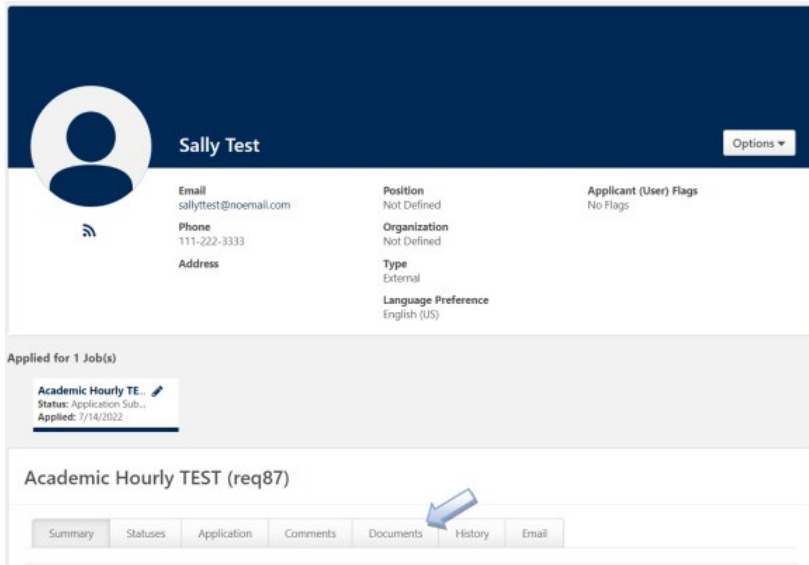 Sally Test
Options
Email
sallyttest@noemail.com
Phone
111-222-3333
Address
Position
Not Defined
Organization
Not Defined
Type
External
Language Preference
English (US)
Applicant (User) Flags
No Flags
Applied for 1 Job(s)
Academic Hourly TE...
Status: Application Sub...
Applied: 7/14/2022
Academic Hourly TEST (req87)
Summary Statuses Application Comments Documents History Email